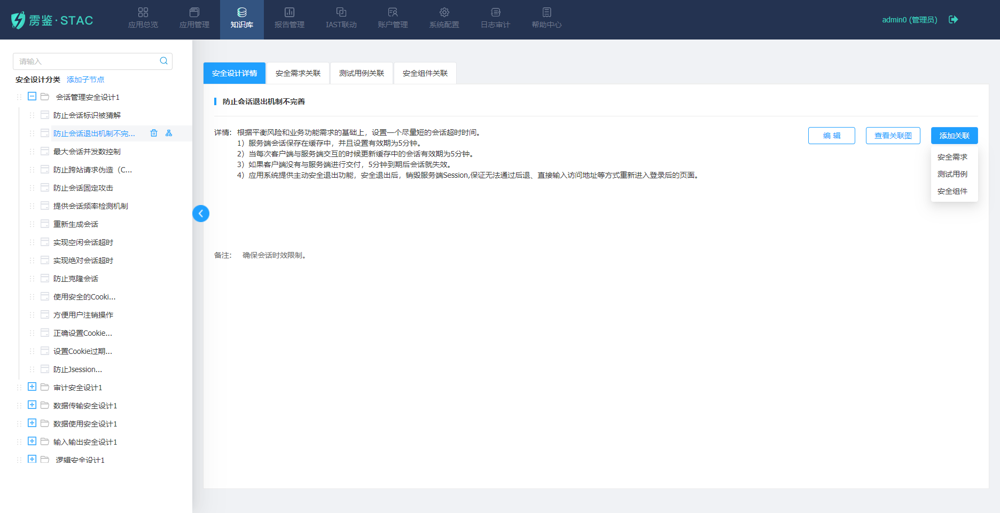 雳鉴·STAC
应用总览
应用管理
知识库
报告管理
IAST联动
账户管理
系统配置
日志审计
帮助中心
admin0 (管理员)
请输入
安全设计分类 添加子节点
会话管理安全设计1
防止会话标识被猜解
防止会话退出机制不完...
最大会话并发数控制
防止跨站请求伪造（C...
防止会话固定攻击
提供会话频率检测机制
重新生成会话
实现空闲会话超时
实现绝对会话超时
防止克隆会话
使用安全的Cooki...
方便用户注销操作
正确设置Cookie...
设置Cookie过期...
防止Jsession...
审计安全设计1
数据传输安全设计1
数据使用安全设计1
输入输出安全设计1
逻辑安全设计1
安全设计详情 安全需求关联 测试用例关联 安全组件关联
防止会话退出机制不完善
详情：根据平衡风险和业务功能需求的基础上，设置一个尽量短的会话超时时间。
1）服务端会话保存在缓存中，并且设置有效期为5分钟。
2）当每次客户端与服务端交互的时候更新缓存中的会话有效期为5分钟。
3）如果客户端没有与服务端进行交付，5分钟到期后会话就失效。
4）应用系统提供主动安全退出功能，安全退出后，销毁服务端Session,保证无法通过后退、直接输入访问地址等方式重新进入登录后的页面。
编 辑 查看关联图 添加关联
安全需求
测试用例
安全组件
备注： 确保会话时效限制。